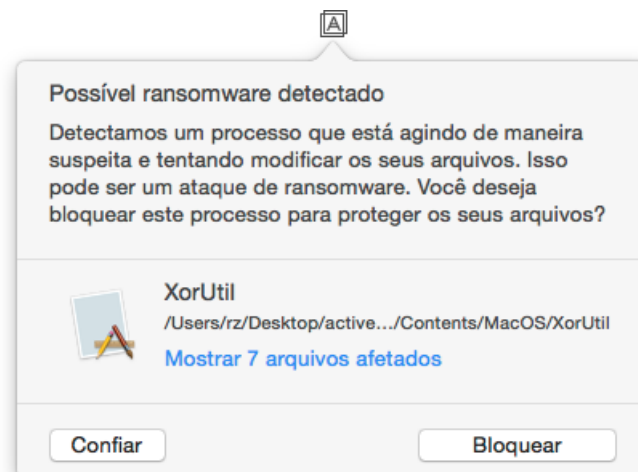 Possível ransomware detectado
Detectamos um processo que está agindo de maneira
suspeita e tentando modificar os seus arquivos. Isso
pode ser um ataque de ransomware. Você deseja
bloquear este processo para proteger os seus arquivos?
XorUtil
/Users/rz/Desktop/active.../Contents/MacOS/XorUtil
Mostrar 7 arquivos afetados
Confiar
Bloquear